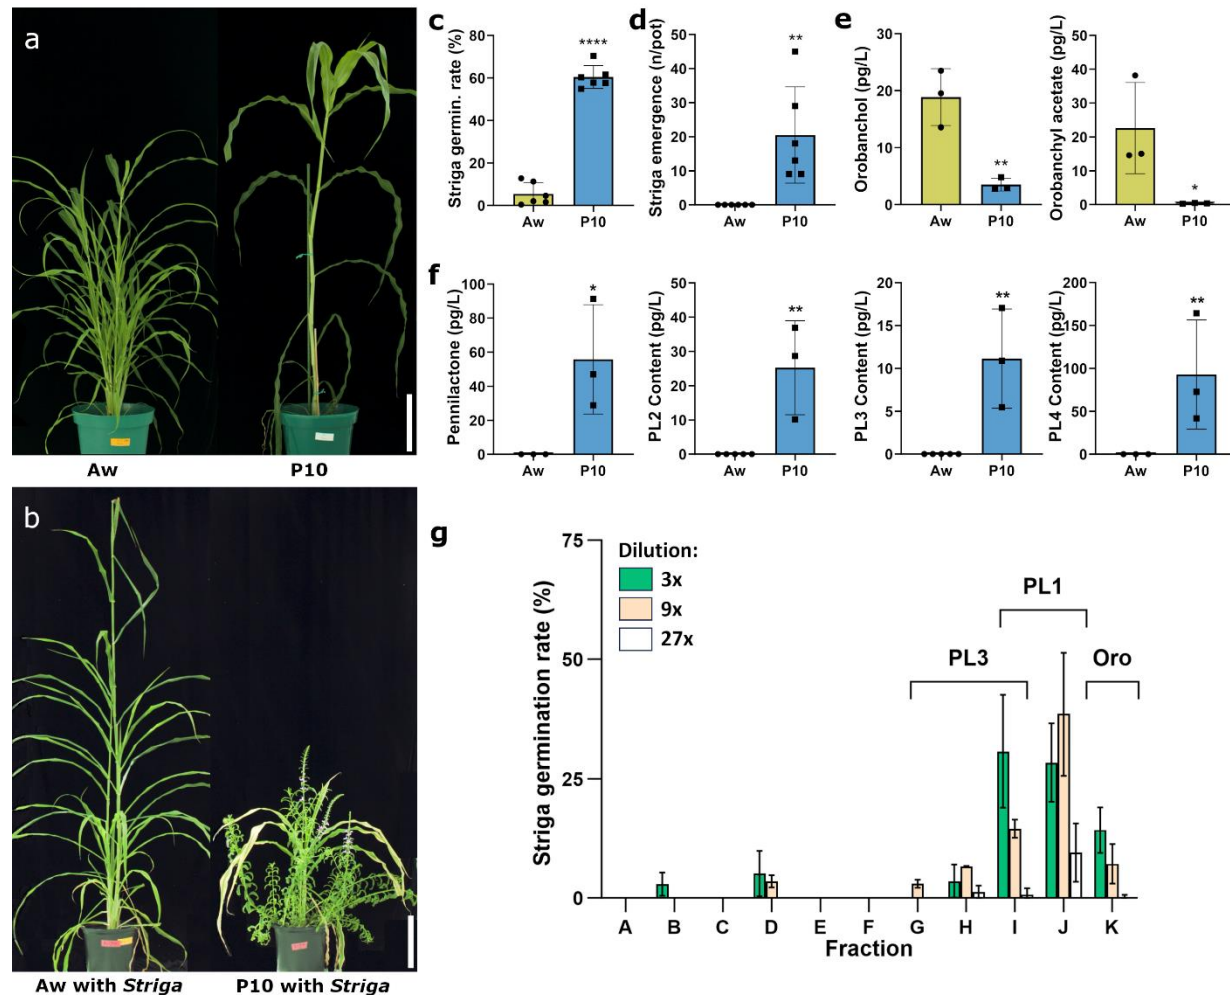 a
Aw
P10
b
Aw with Striga
P10 with Striga
c
Striga germin. rate (%)
80
60
40
20
0
****
Aw
P10
d
Striga emergence (n/pot)
50
40
30
20
10
0
**
Aw
P10
e
Orobanchol (pg/L)
30
20
10
0
**
Aw
P10
Orobanchyl acetate (pg/L)
50
40
30
20
10
0
*
Aw
P10
f
Pennilactone (pg/L)
100
80
60
40
20
0
*
Aw
P10
PL2 Content (pg/L)
50
40
30
20
10
0
**
Aw
P10
PL3 Content (pg/L)
20
15
10
5
0
**
Aw
P10
PL4 Content (pg/L)
200
150
100
50
0
**
Aw
P10
g
Striga germination rate (%)
75
50
25
0
Dilution:
3x
9x
27x
PL1
PL3
Oro
A B C D E F G H I J K
Fraction